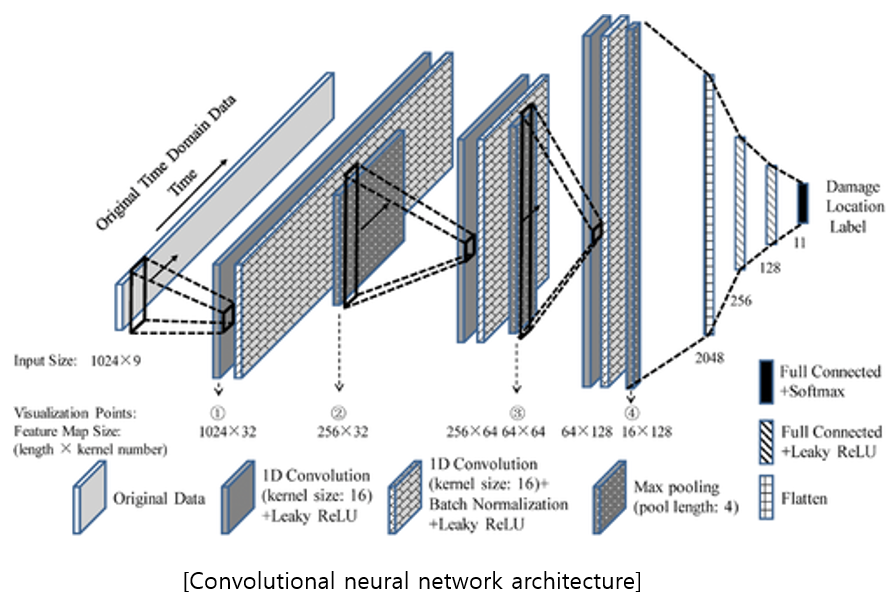 Original Time Domain Data
Time
Damage
Location
Label
11
128
256
2048
Input Size: 1024×9
Visualization Points:
① ② ③ ④
Feature Map Size:
1024×32 256×32 256×64 64×64 64×128 16×128
(length × kernel number)
Full Connected
+Softmax
Full Connected
+Leaky ReLU
Flatten
Original Data
1D Convolution
(kernel size: 16)
+Leaky ReLU
1D Convolution
(kernel size: 16)+
Batch Normalization
+Leaky ReLU
Max pooling
(pool length: 4)
[Convolutional neural network architecture]